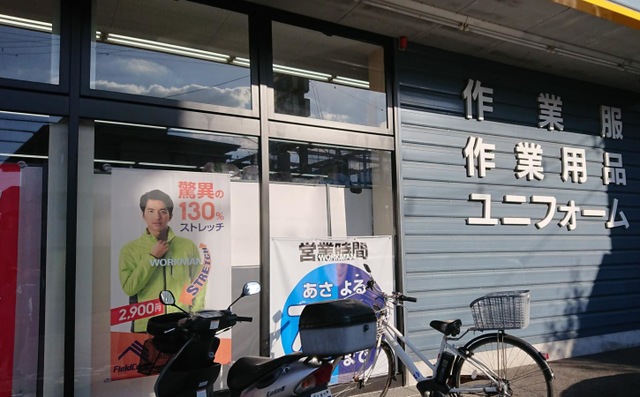 作業服
作業用品
ユニフォーム
驚異の
130%
ストレッチ
WORKMAN
STRETCH
2,900円
営業時間
WORKMAN
あさ よる
まで